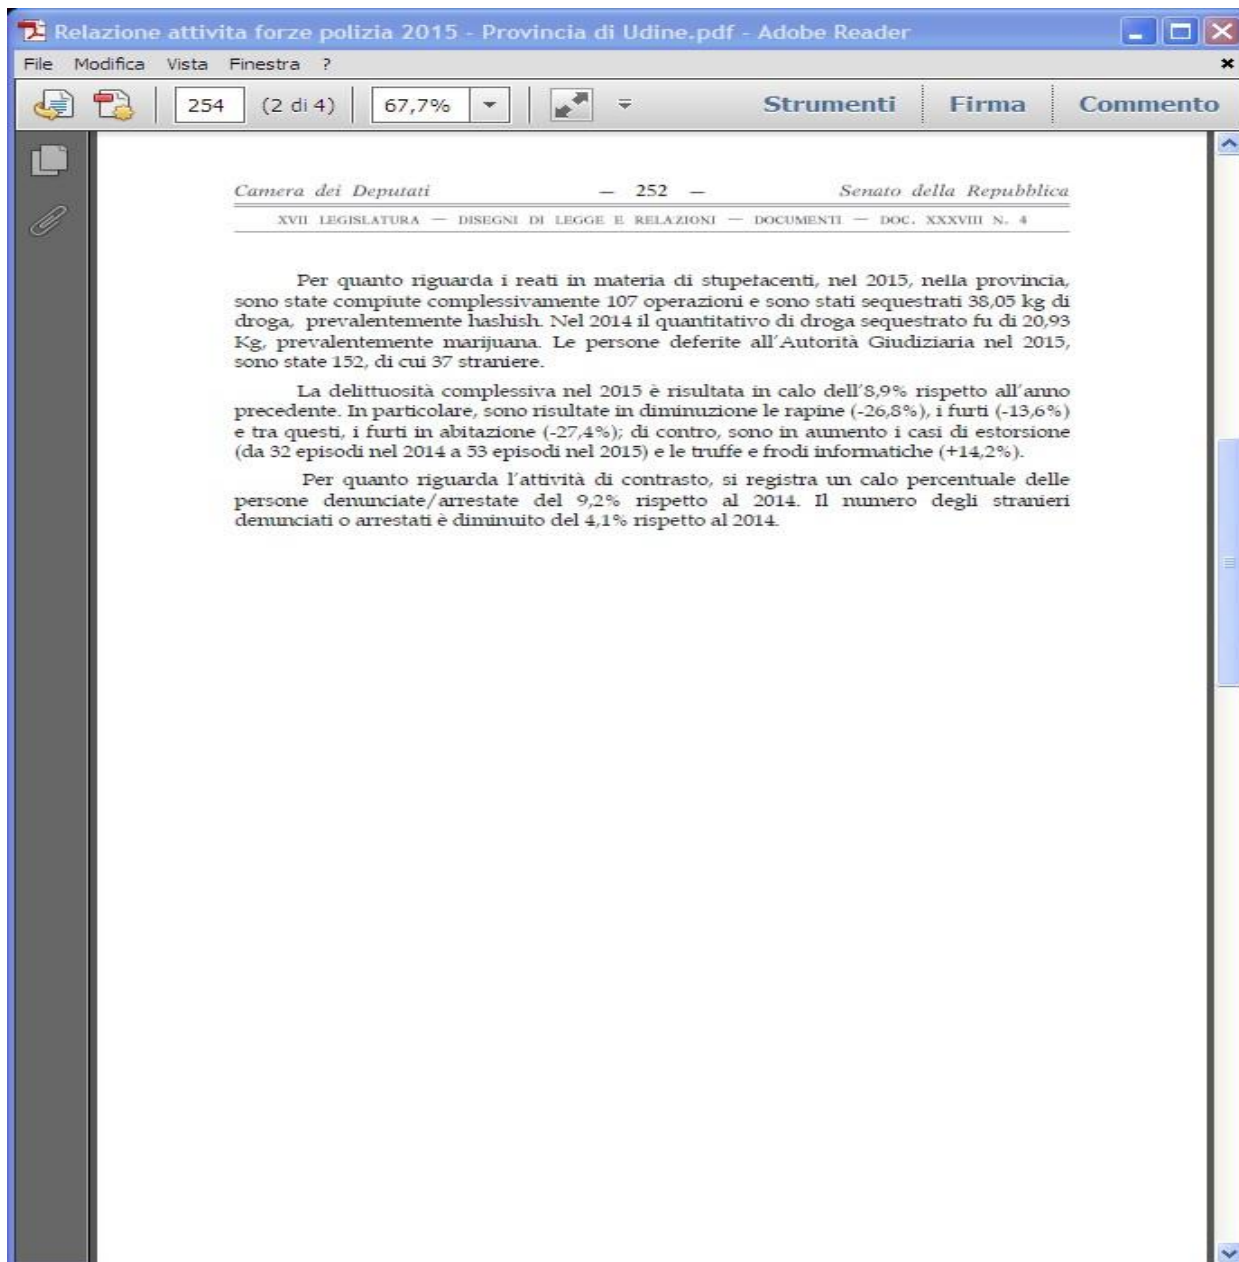 Relazione attivita forze polizia 2015 - Provincia di Udine.pdf - Adobe Reader
File Modifica Vista Finestra ?
254 (2 di 4) 67,7% Strumenti Firma Commento
Camera dei Deputati — 252 — Senato della Repubblica
XVII LEGISLATURA — DISEGNI DI LEGGE E RELAZIONI — DOCUMENTI — DOC. XXXVIII N. 4
Per quanto riguarda i reati in materia di stupefacenti, nel 2015, nella provincia,
sono state compiute complessivamente 107 operazioni e sono stati sequestrati 38,05 kg di
droga, prevalentemente hashish. Nel 2014 il quantitativo di droga sequestrato fu di 20,93
Kg, prevalentemente marijuana. Le persone deferite all'Autorità Giudiziaria nel 2015,
sono state 152, di cui 37 straniere.
La delittuosità complessiva nel 2015 è risultata in calo dell'8,9% rispetto all'anno
precedente. In particolare, sono risultate in diminuzione le rapine (-26,8%), i furti (-13,6%)
e tra questi, i furti in abitazione (-27,4%); di contro, sono in aumento i casi di estorsione
(da 32 episodi nel 2014 a 53 episodi nel 2015) e le truffe e frodi informatiche (+14,2%).
Per quanto riguarda l'attività di contrasto, si registra un calo percentuale delle
persone denunciate/arrestate del 9,2% rispetto al 2014. Il numero degli stranieri
denunciati o arrestati è diminuito del 4,1% rispetto al 2014.